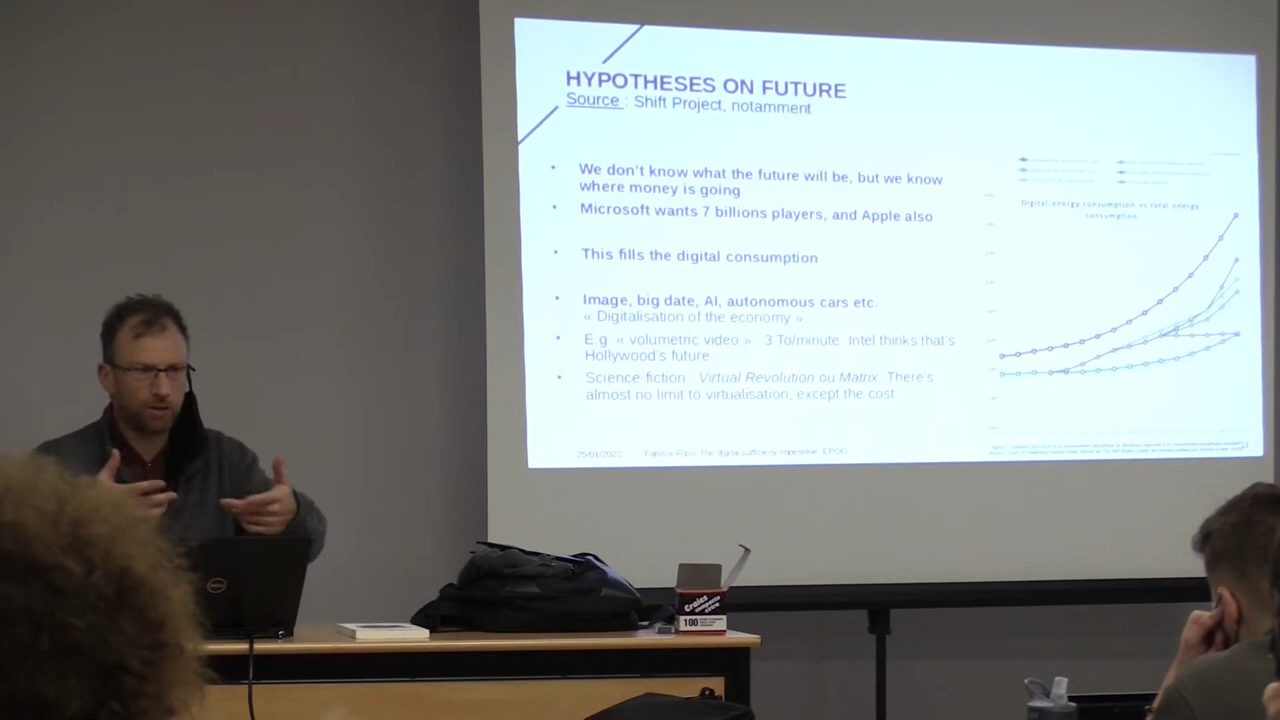 HYPOTHESES ON FUTURE
Source : Shift Project, notamment
• We don't know what the future will be, but we know
where money is going
• Microsoft wants 7 billions players, and Apple also
• This fills the digital consumption
• Image, big date, AI, autonomous cars etc.
« Digitalisation of the economy »
• E.g. « volumetric video » : 3 To/minute. Intel thinks that's
Hollywood's future
• Science-fiction : Virtual Revolution ou Matrix. There's
almost no limit to virtualisation, except the cost
Digital energy consumption vs total energy
consumption
25/01/2022 Fabrice Flipo. The digital sufficiency imperative. EPOG
DELL
Craies
100